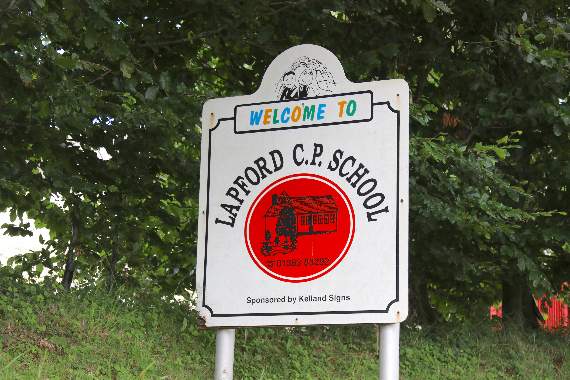 WELCOME TO
LAPFORD C.P. SCHOOL
Sponsored by Kelland Signs